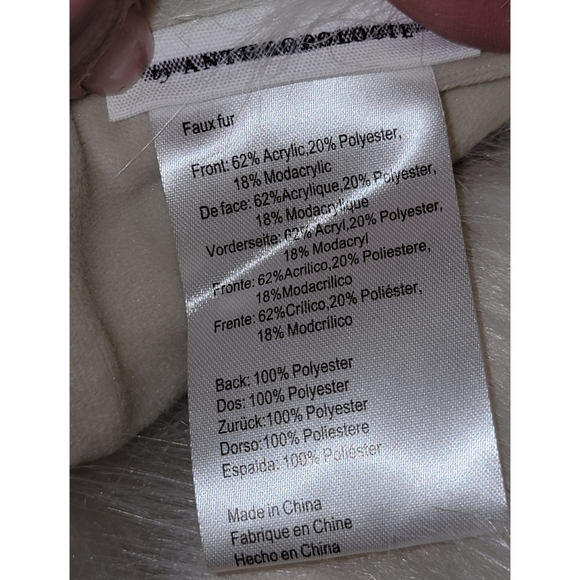 by ANTHROPOLOGIE
Faux fur
Front: 62% Acrylic,20% Polyester,
18% Modacrylic
De face: 62%Acrylique,20% Polyester,
18% Modacrylique
Vorderseite: 62% Acryl,20% Polyester,
18% Modacryl
Fronte: 62%Acrilico,20% Poliestere,
18%Modacrilico
Frente: 62%Crílico,20% Poliéster,
18% Modcrílico
Back: 100% Polyester
Dos: 100% Polyester
Zurück:100% Polyester
Dorso:100% Poliestere
Espalda: 100% Poliéster
Made in China
Fabrique en Chine
Hecho en China